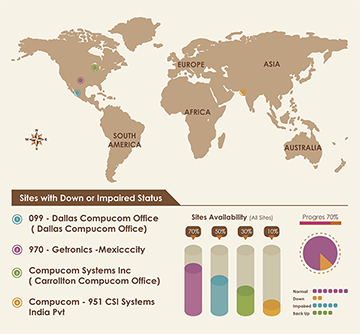 EUROPE
ASIA
AFRICA
SOUTH
AMERICA
AUSTRALIA
Sites with Down or Impaired Status
099 - Dallas Compucom Office
( Dallas Compucom Office)
970 - Getronics -Mexicccity
Compucom Systems Inc
( Carrollton Compucom Office)
Compucom - 951 CSI Systems
India Pvt
Sites Availability (All Sites)
70% 50% 30% 10%
Progres 70%
Normal
Down
Impaired
Back Up